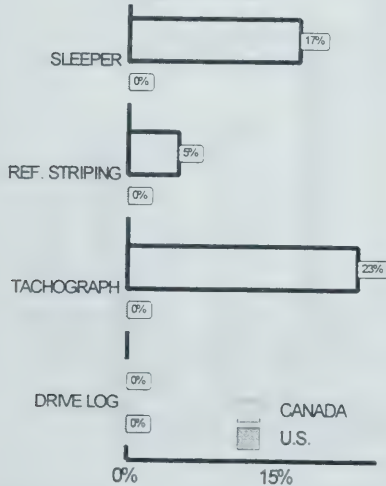 17%
SLEEPER
0%
5%
REF. STRIPING
0%
23%
TACHOGRAPH
0%
0%
DRIVE LOG
0%
CANADA
U.S.
0% 15%